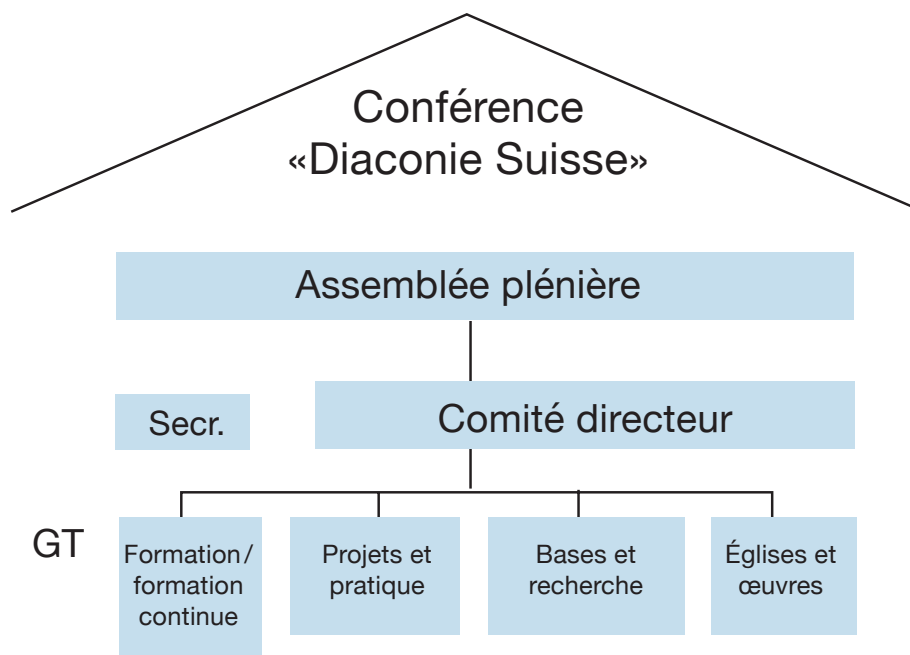 Conférence
«Diaconie Suisse»
Assemblée plénière
Secr.
Comité directeur
GT
Formation/
formation
continue
Projets et
pratique
Bases et
recherche
Églises et
œuvres